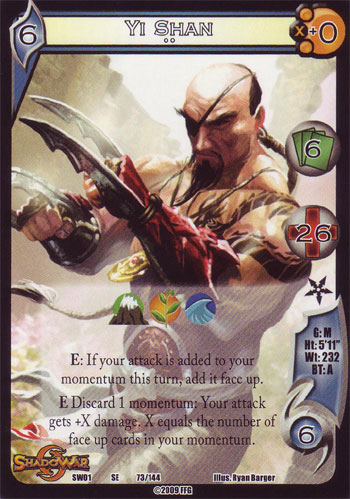 6
YI SHAN
X +0
6
26
G: M
Ht: 5'11"
Wt: 232
BT: A
6
E: If your attack is added to your
momentum this turn, add it face up.
E Discard 1 momentum: Your attack
gets +X damage. X equals the number of
face up cards in your momentum.
SHADOWAR
SW01 SE 73/144 Illus: Ryan Barger
©2009 FFG